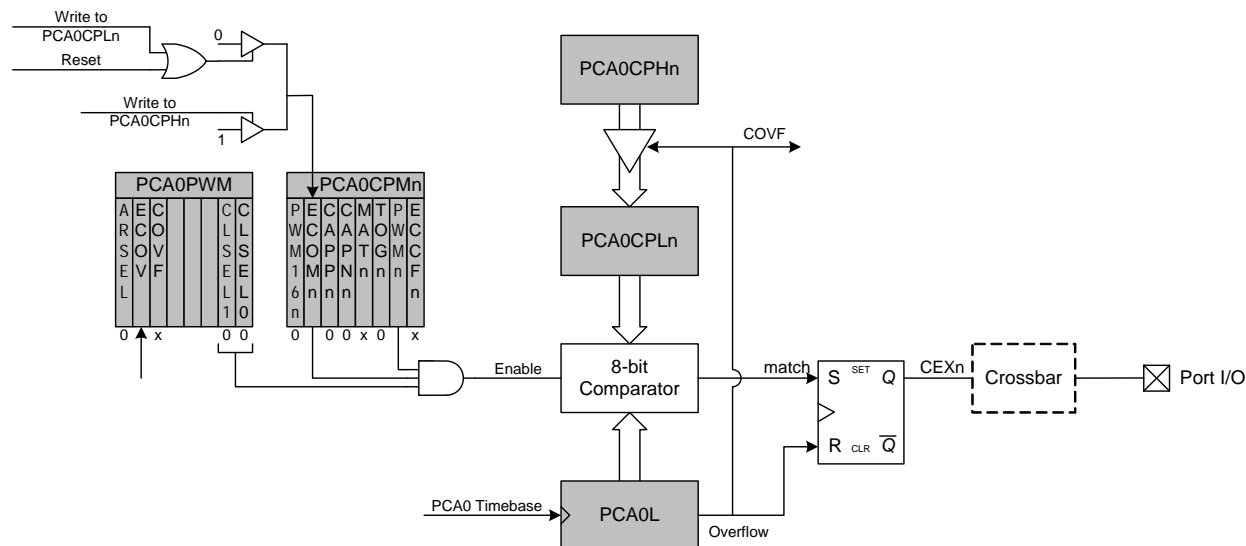 Write to
PCA0CPLn
Reset
0
Write to
PCA0CPHn
1
PCA0CPHn
COVF
PCA0PWM
ARSEL
ECOV
COVF
CLSEL1
CLSEL0
0
x
0
0
PCA0CPMn
PWM16n
ECOMn
CAPPn
CAPNn
MATn
TOGn
PWMn
ECCFn
0
0
0
x
0
x
PCA0CPLn
Enable
8-bit
Comparator
match
S
SET
Q
R
CLR
Q
CEXn
Crossbar
Port I/O
PCA0 Timebase
PCA0L
Overflow